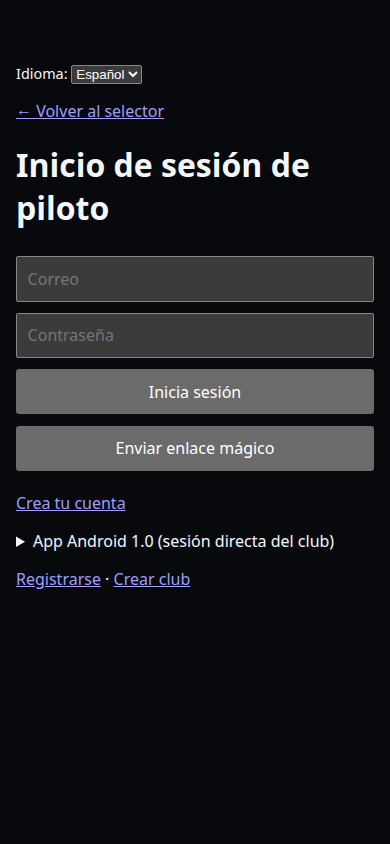 Idioma: Español
← Volver al selector
Inicio de sesión de
piloto
Correo
Contraseña
Inicia sesión
Enviar enlace mágico
Crea tu cuenta
▶ App Android 1.0 (sesión directa del club)
Registrarse · Crear club